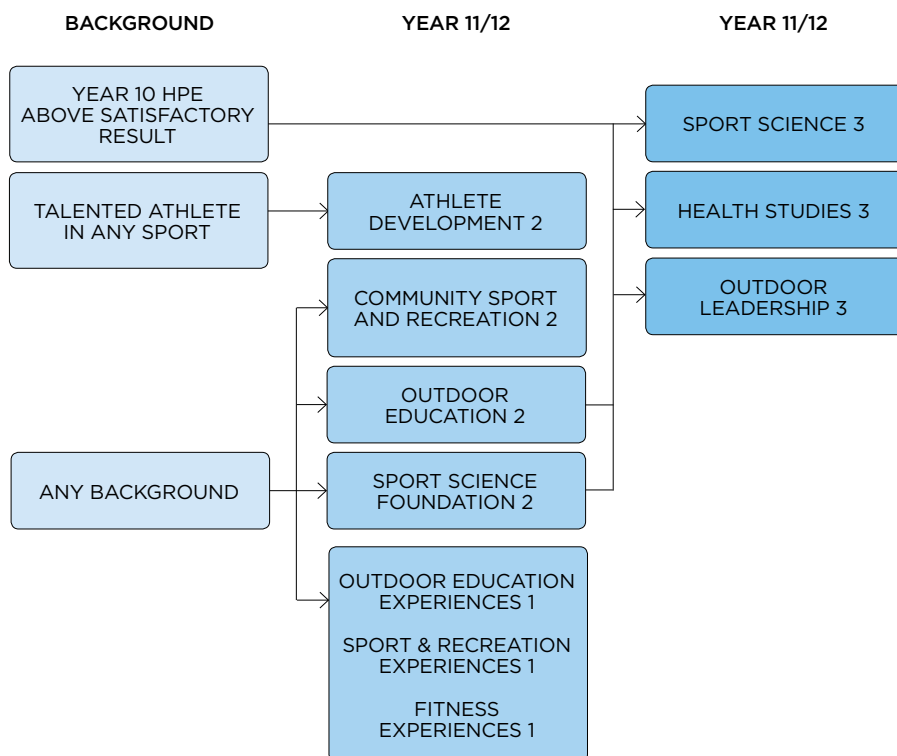 BACKGROUND
YEAR 11/12
YEAR 11/12
YEAR 10 HPE
ABOVE SATISFACTORY
RESULT
SPORT SCIENCE 3
TALENTED ATHLETE
IN ANY SPORT
ATHLETE
DEVELOPMENT 2
HEALTH STUDIES 3
COMMUNITY SPORT
AND RECREATION 2
OUTDOOR
LEADERSHIP 3
OUTDOOR
EDUCATION 2
ANY BACKGROUND
SPORT SCIENCE
FOUNDATION 2
OUTDOOR EDUCATION
EXPERIENCES 1
SPORT & RECREATION
EXPERIENCES 1
FITNESS
EXPERIENCES 1